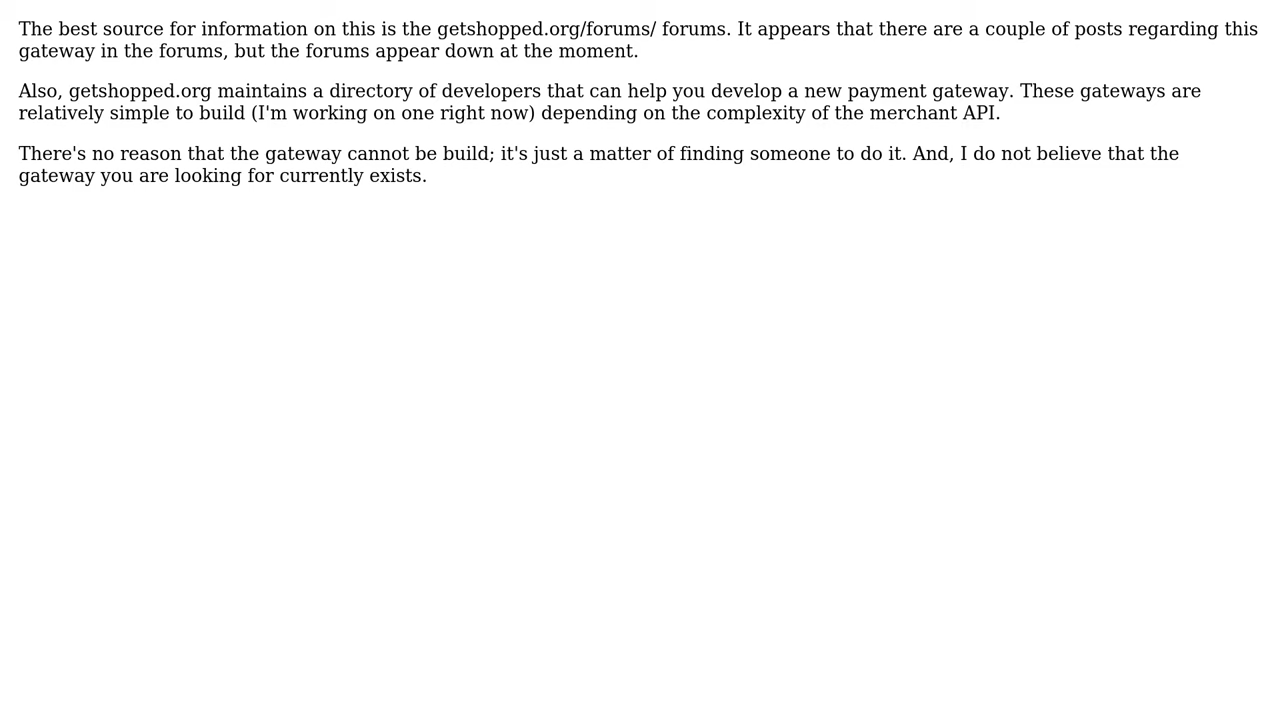 The best source for information on this is the getshopped.org/forums/ forums. It appears that there are a couple of posts regarding this
gateway in the forums, but the forums appear down at the moment.
Also, getshopped.org maintains a directory of developers that can help you develop a new payment gateway. These gateways are
relatively simple to build (I'm working on one right now) depending on the complexity of the merchant API.
There's no reason that the gateway cannot be build; it's just a matter of finding someone to do it. And, I do not believe that the
gateway you are looking for currently exists.